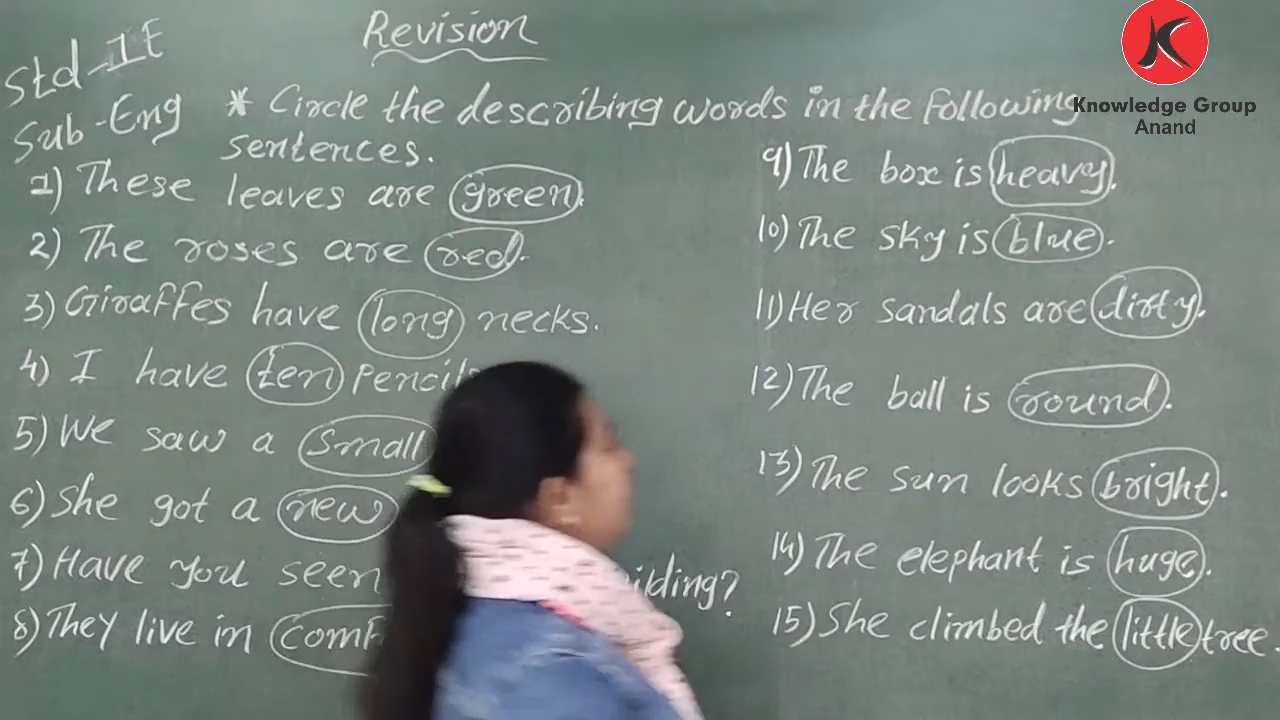 Revision
Std-II E
Sub-Eng
* Circle the describing words in the following
sentences.
1) These leaves are green.
2) The roses are red.
3) Giraffes have long necks.
4) I have ten pencils
5) We saw a small
6) She got a new
7) Have you seen
8) They live in
9) The box is heavy.
10) The sky is blue.
11) Her sandals are dirty.
12) The ball is round.
13) The sun looks bright.
14) The elephant is huge.
15) She climbed the little tree.
Knowledge Group
Anand